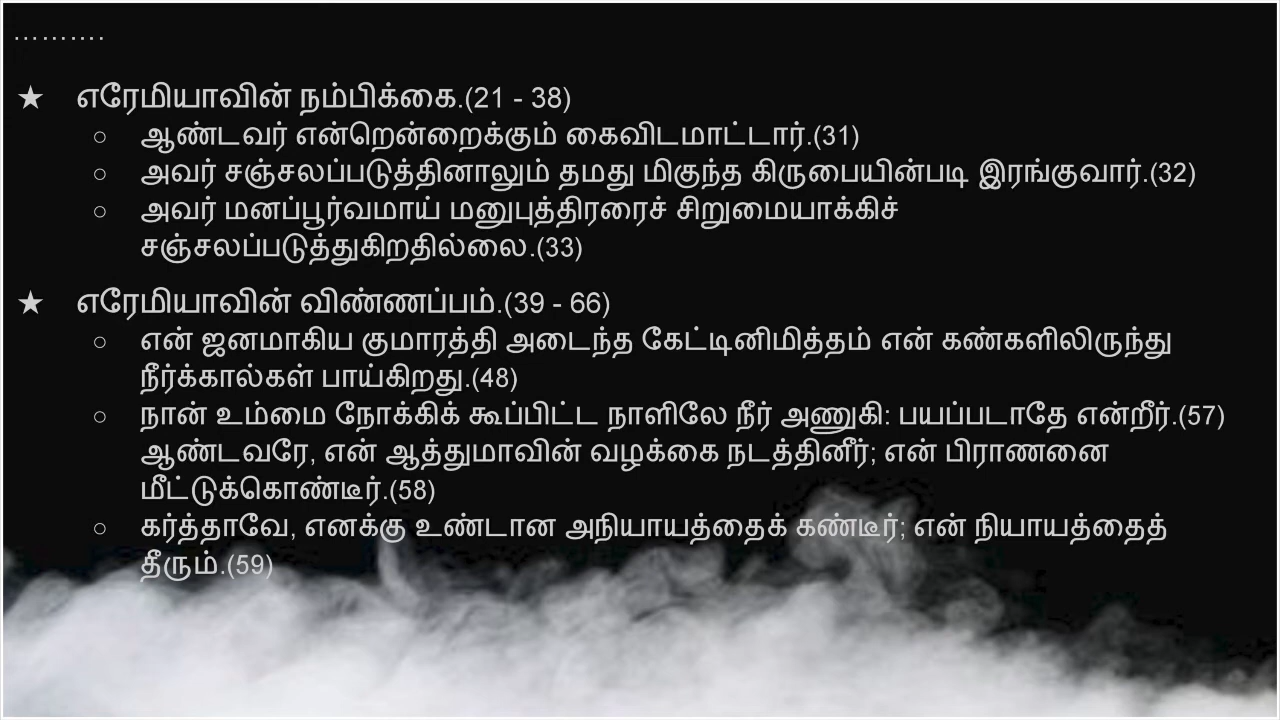 ..........
★ எரேமியாவின் நம்பிக்கை.(21 - 38)
○ ஆண்டவர் என்றென்றைக்கும் கைவிடமாட்டார்.(31)
○ அவர் சஞ்சலப்படுத்தினாலும் தமது மிகுந்த கிருபையின்படி இரங்குவார்.(32)
○ அவர் மனப்பூர்வமாய் மனுபுத்திரரைச் சிறுமையாக்கிச்
சஞ்சலப்படுத்துகிறதில்லை.(33)
★ எரேமியாவின் விண்ணப்பம்.(39 - 66)
○ என் ஜனமாகிய குமாரத்தி அடைந்த கேட்டினிமித்தம் என் கண்களிலிருந்து
நீர்க்கால்கள் பாய்கிறது.(48)
○ நான் உம்மை நோக்கிக் கூப்பிட்ட நாளிலே நீர் அணுகி: பயப்படாதே என்றீர்.(57)
ஆண்டவரே, என் ஆத்துமாவின் வழக்கை நடத்தினீர்; என் பிராணனை
மீட்டுக்கொண்டீர்.(58)
○ கர்த்தாவே, எனக்கு உண்டான அநியாயத்தைக் கண்டீர்; என் நியாயத்தைத்
தீரும்.(59)